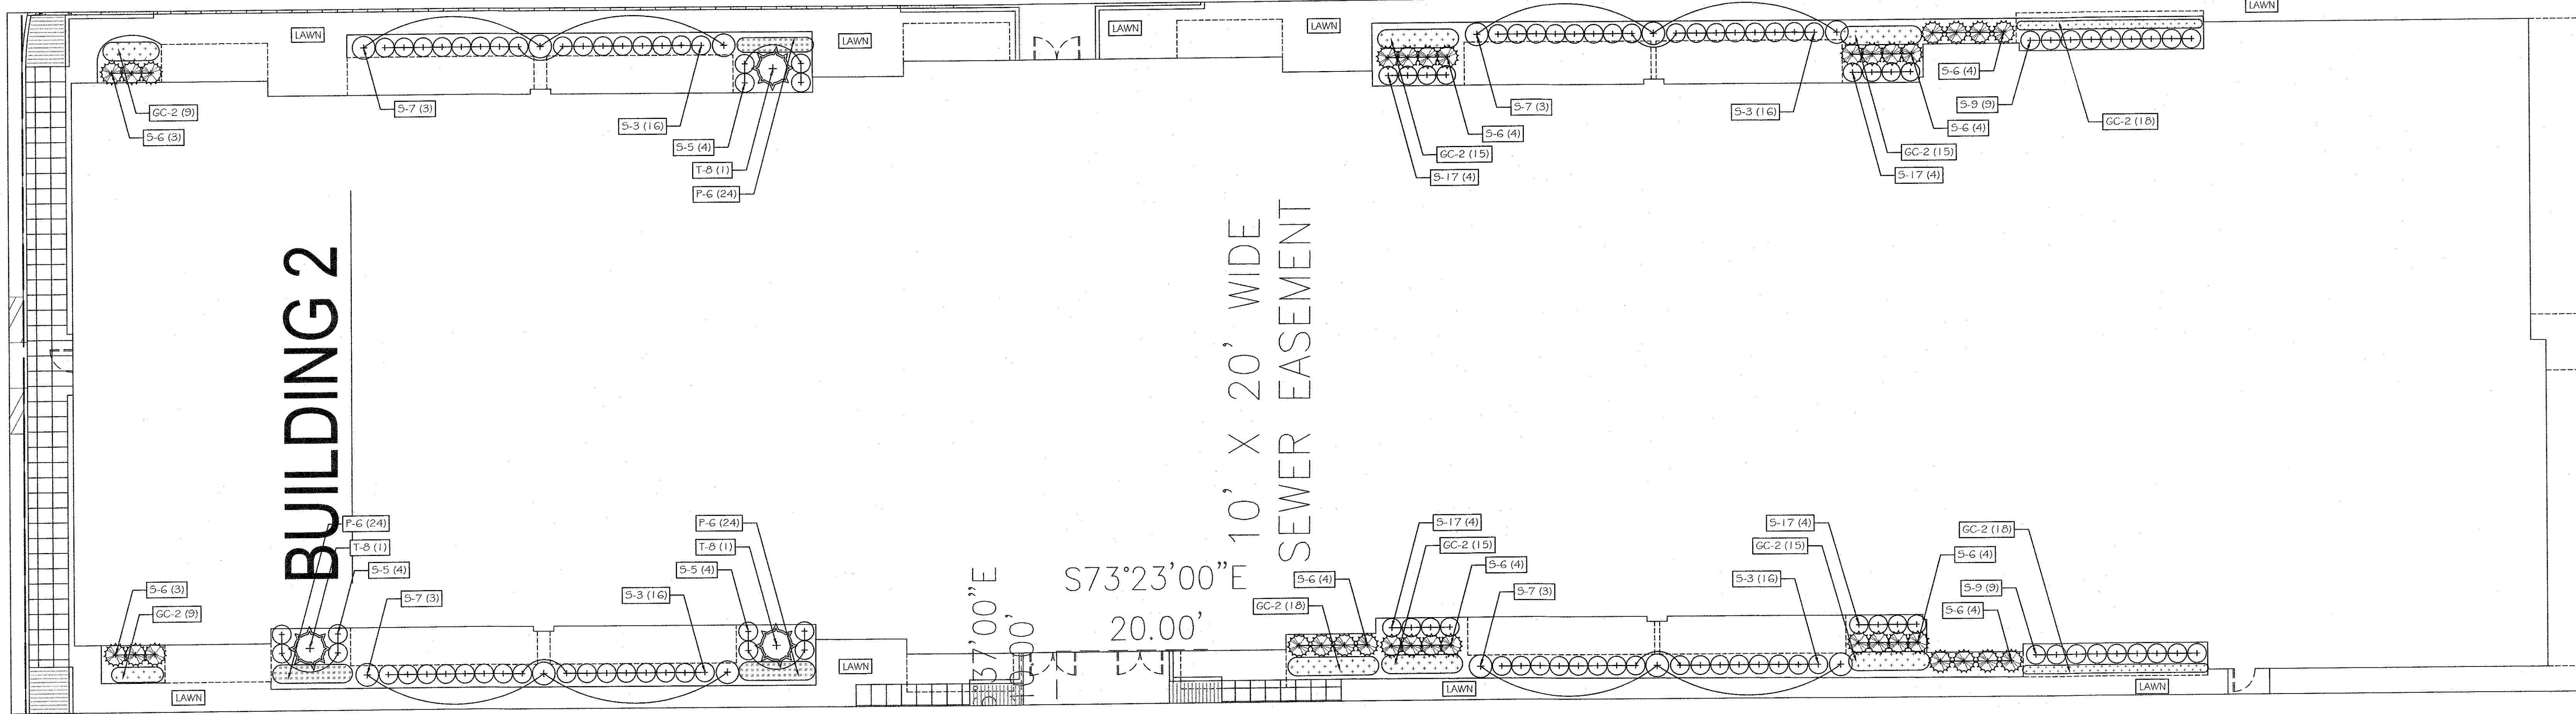 LAWN
LAWN
LAWN
LAWN
LAWN
GC-2 (9)
S-6 (3)
S-7 (3)
S-3 (16)
S-5 (4)
T-8 (1)
P-6 (24)
S-7 (3)
S-6 (4)
GC-2 (15)
S-17 (4)
S-3 (16)
S-6 (4)
S-9 (9)
GC-2 (18)
S-6 (4)
GC-2 (15)
S-17 (4)
BUILDING 2
10' X 20' WIDE
SEWER EASEMENT
S73°23'00"E
20.00'
37'00"E
P-6 (24)
T-8 (1)
S-5 (4)
S-6 (3)
GC-2 (9)
S-7 (3)
S-3 (16)
P-6 (24)
T-8 (1)
S-5 (4)
S-6 (4)
GC-2 (18)
S-17 (4)
GC-2 (15)
S-6 (4)
S-7 (3)
S-3 (16)
S-17 (4)
GC-2 (15)
GC-2 (18)
S-6 (4)
S-9 (9)
S-6 (4)
LAWN
LAWN
LAWN
LAWN